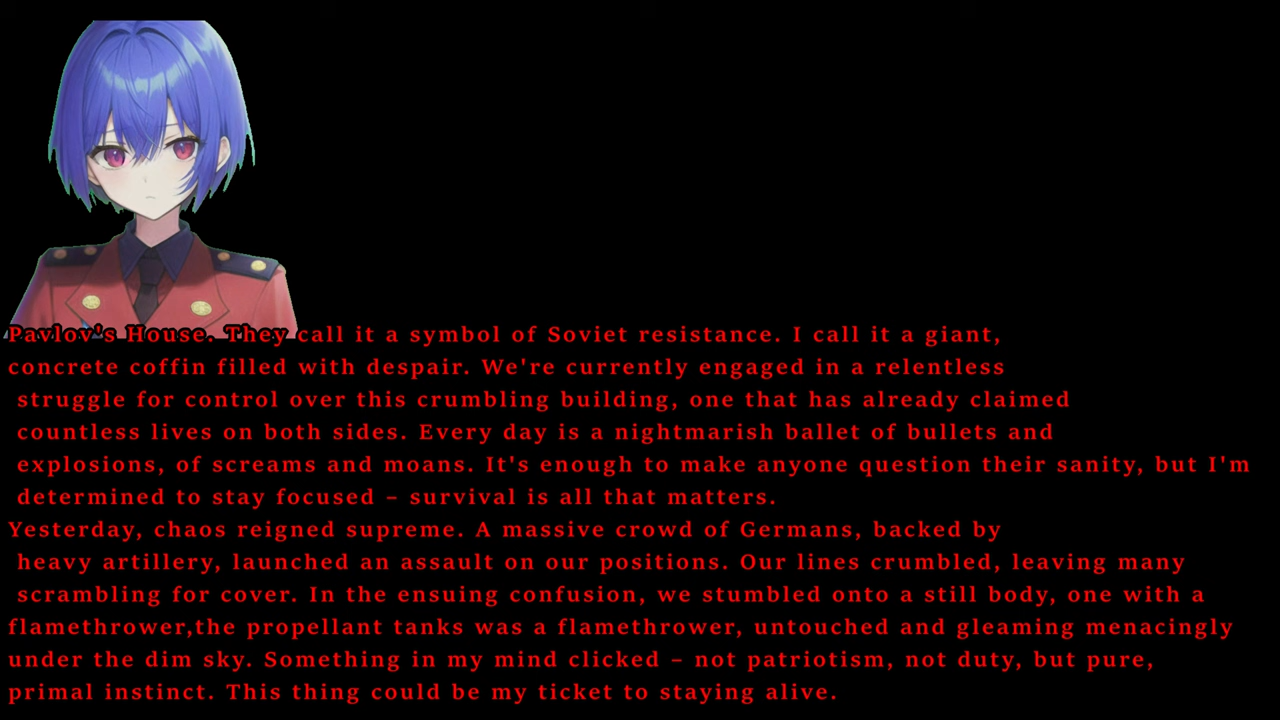 Pavlov's House. They call it a symbol of Soviet resistance. I call it a giant,
concrete coffin filled with despair. We're currently engaged in a relentless
struggle for control over this crumbling building, one that has already claimed
countless lives on both sides. Every day is a nightmarish ballet of bullets and
explosions, of screams and moans. It's enough to make anyone question their sanity, but I'm
determined to stay focused – survival is all that matters.
Yesterday, chaos reigned supreme. A massive crowd of Germans, backed by
heavy artillery, launched an assault on our positions. Our lines crumbled, leaving many
scrambling for cover. In the ensuing confusion, we stumbled onto a still body, one with a
flamethrower,the propellant tanks was a flamethrower, untouched and gleaming menacingly
under the dim sky. Something in my mind clicked – not patriotism, not duty, but pure,
primal instinct. This thing could be my ticket to staying alive.